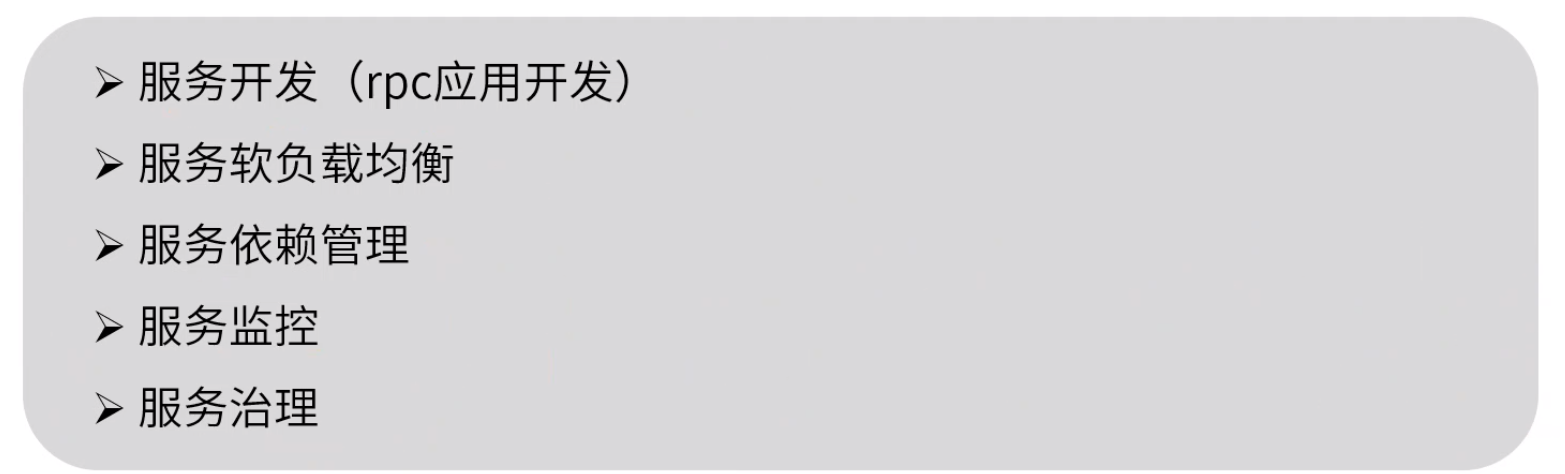 ➢ 服务开发（rpc应用开发）
➢ 服务软负载均衡
➢ 服务依赖管理
➢ 服务监控
➢ 服务治理